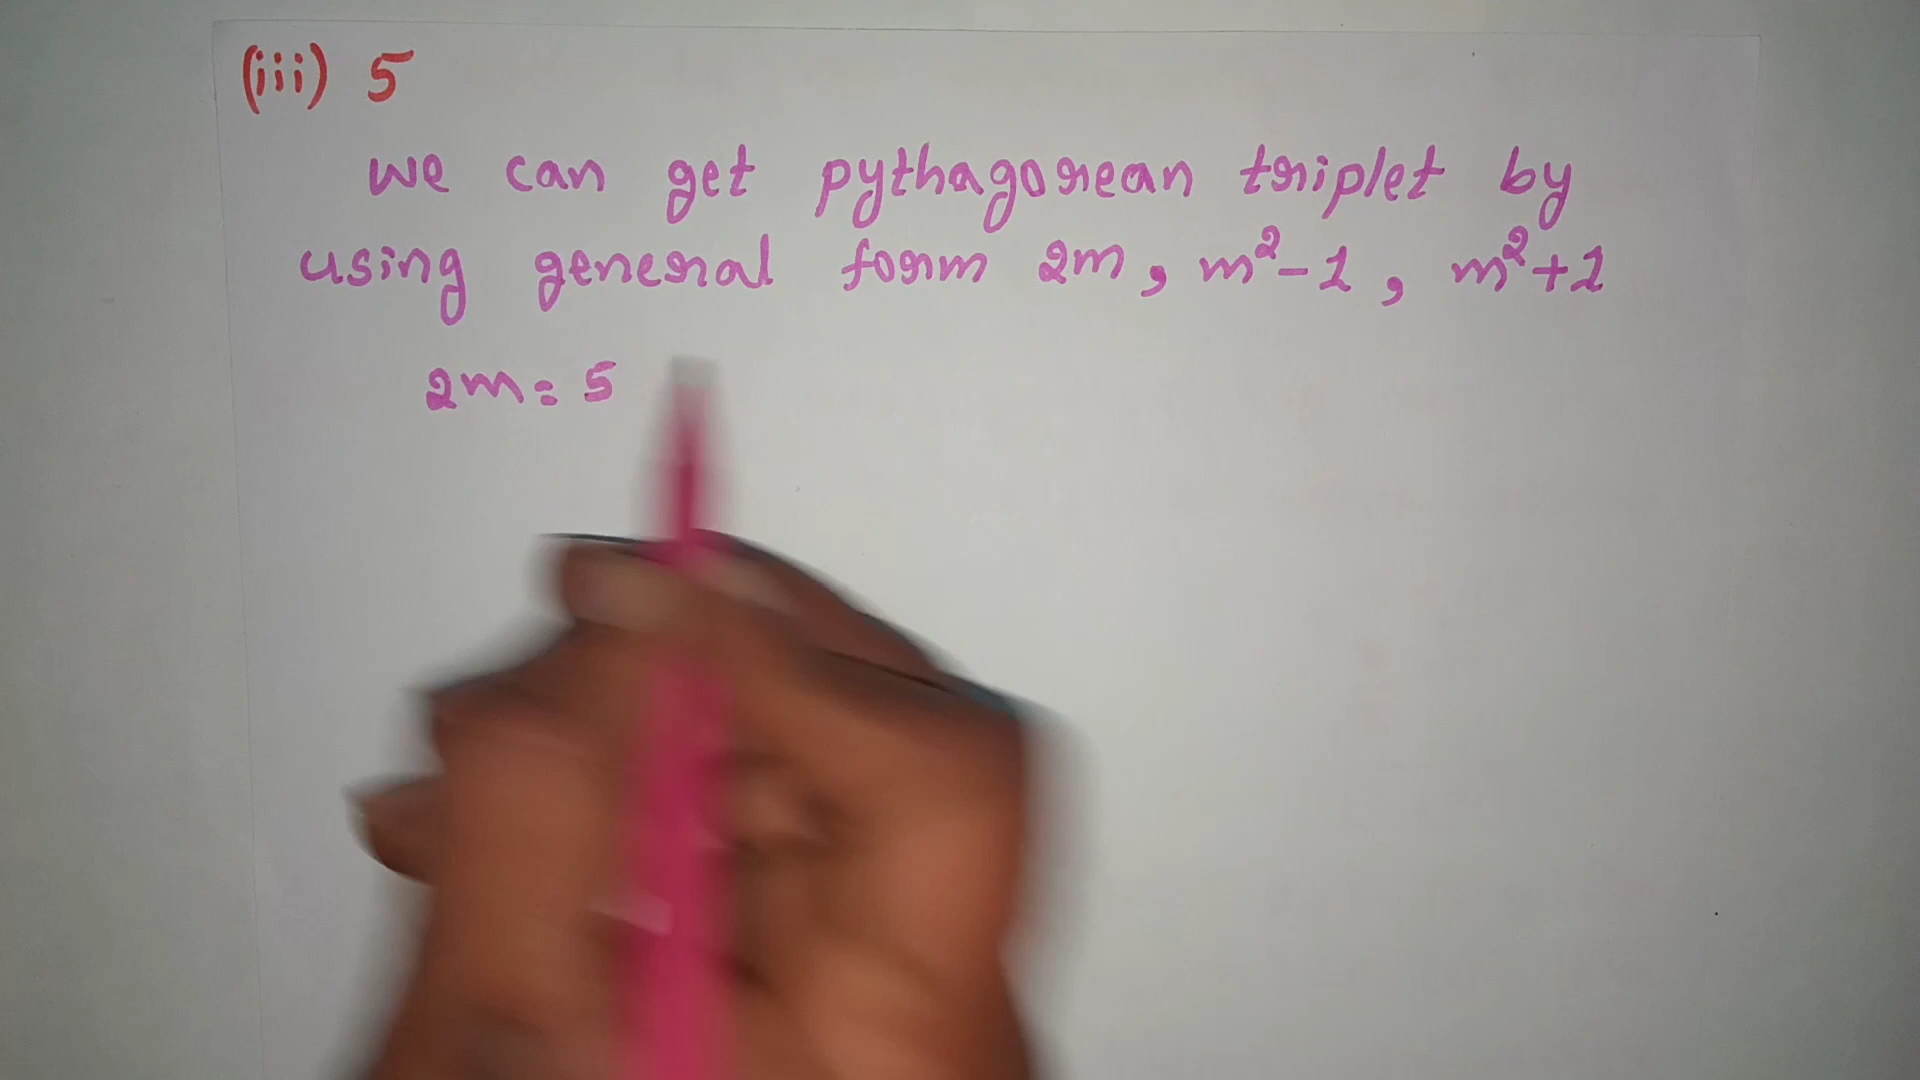 (iii) 5
we can get pythagorean triplet by
using general form 2m, m²-1, m²+1
2m = 5